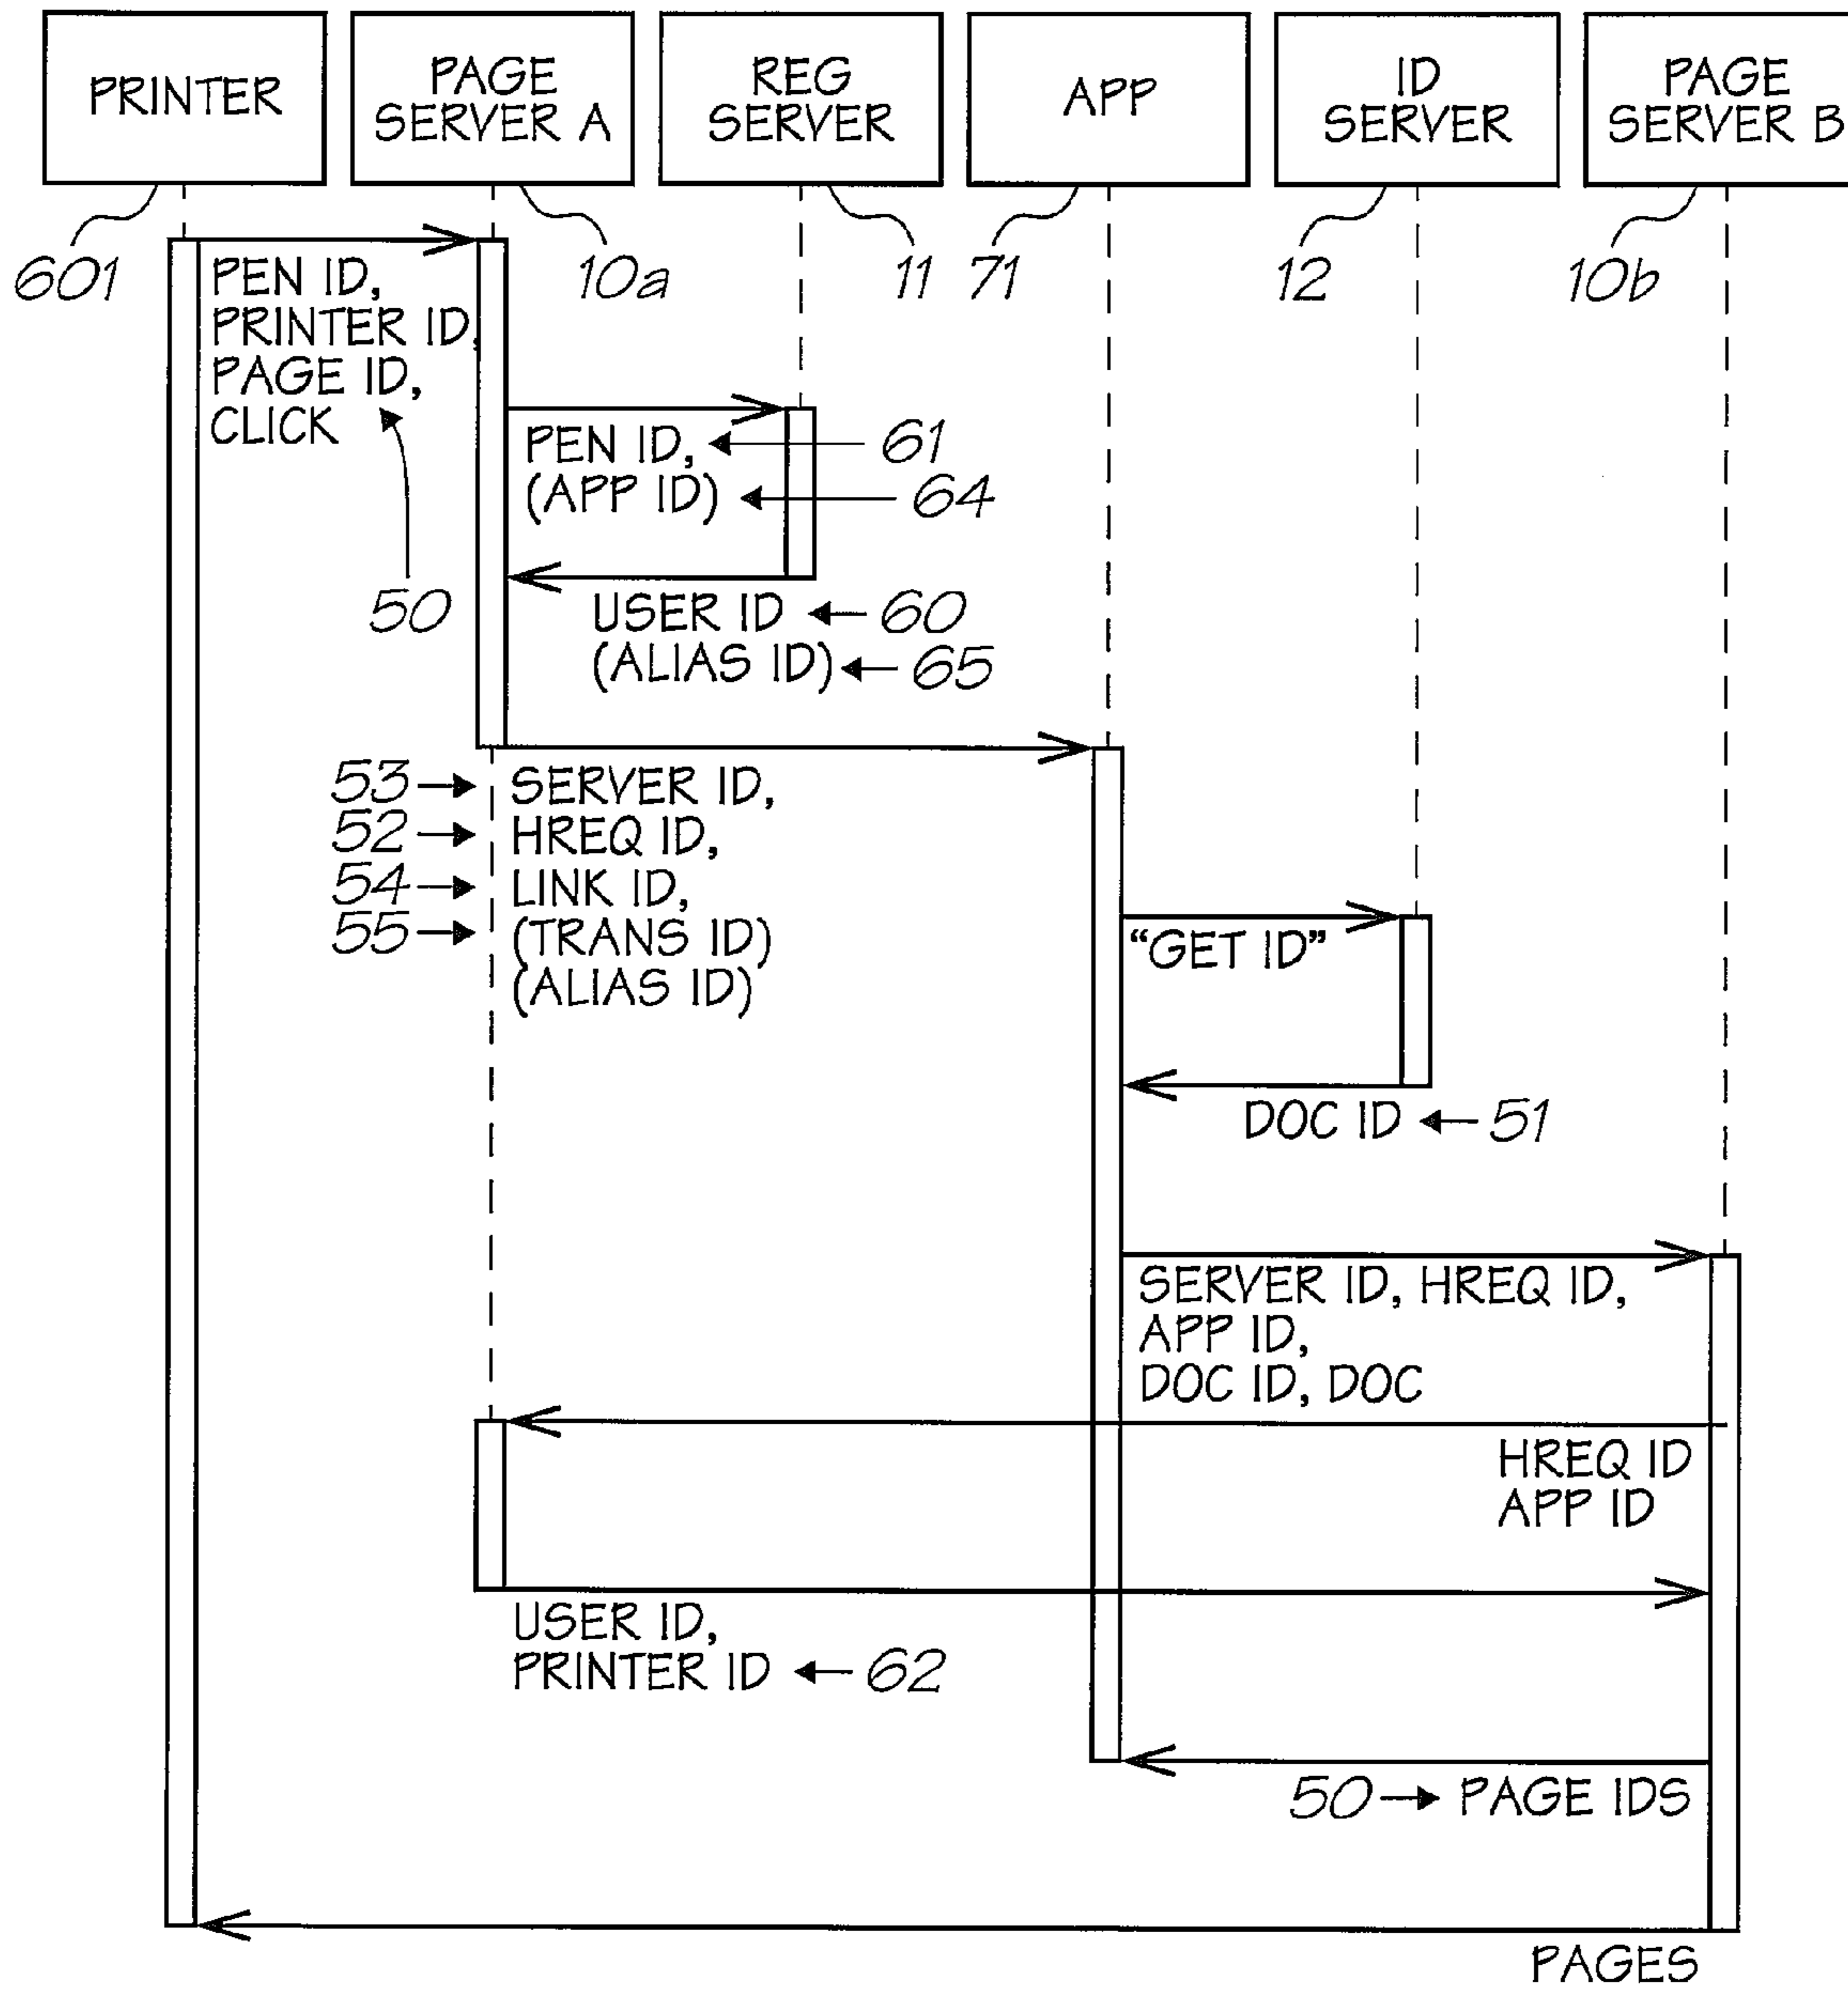 PRINTER
PAGE
SERVER A
REG
SERVER
APP
ID
SERVER
PAGE
SERVER B
601
10a
11
71
12
10b
PEN ID,
PRINTER ID,
PAGE ID,
CLICK
50
PEN ID,
(APP ID)
61
64
USER ID
(ALIAS ID)
60
65
53
52
54
55
SERVER ID,
HREQ ID,
LINK ID,
(TRANS ID)
(ALIAS ID)
“GET ID”
DOC ID
51
SERVER ID, HREQ ID,
APP ID,
DOC ID, DOC
HREQ ID
APP ID
USER ID,
PRINTER ID
62
50
PAGE IDS
PAGES